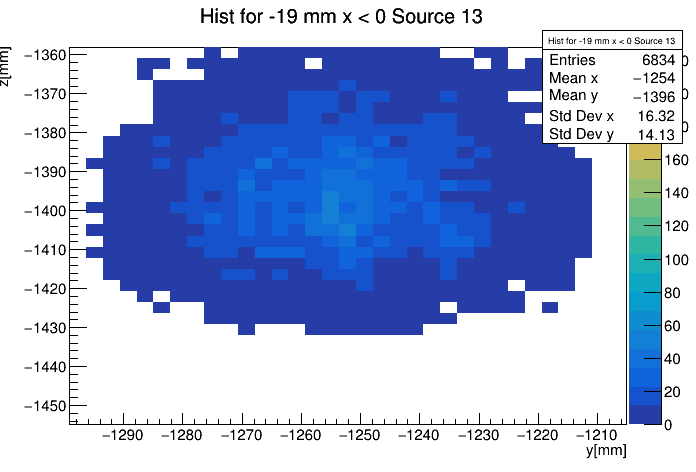 Hist for -19 mm x < 0 Source 13
Hist for -19 mm x < 0 Source 13
Entries 6834
Mean x −1254
Mean y −1396
Std Dev x 16.32
Std Dev y 14.13
z[mm]
−1360
−1370
−1380
−1390
−1400
−1410
−1420
−1430
−1440
−1450
−1290 −1280 −1270 −1260 −1250 −1240 −1230 −1220 −1210
y[mm]
160
140
120
100
80
60
40
20
0